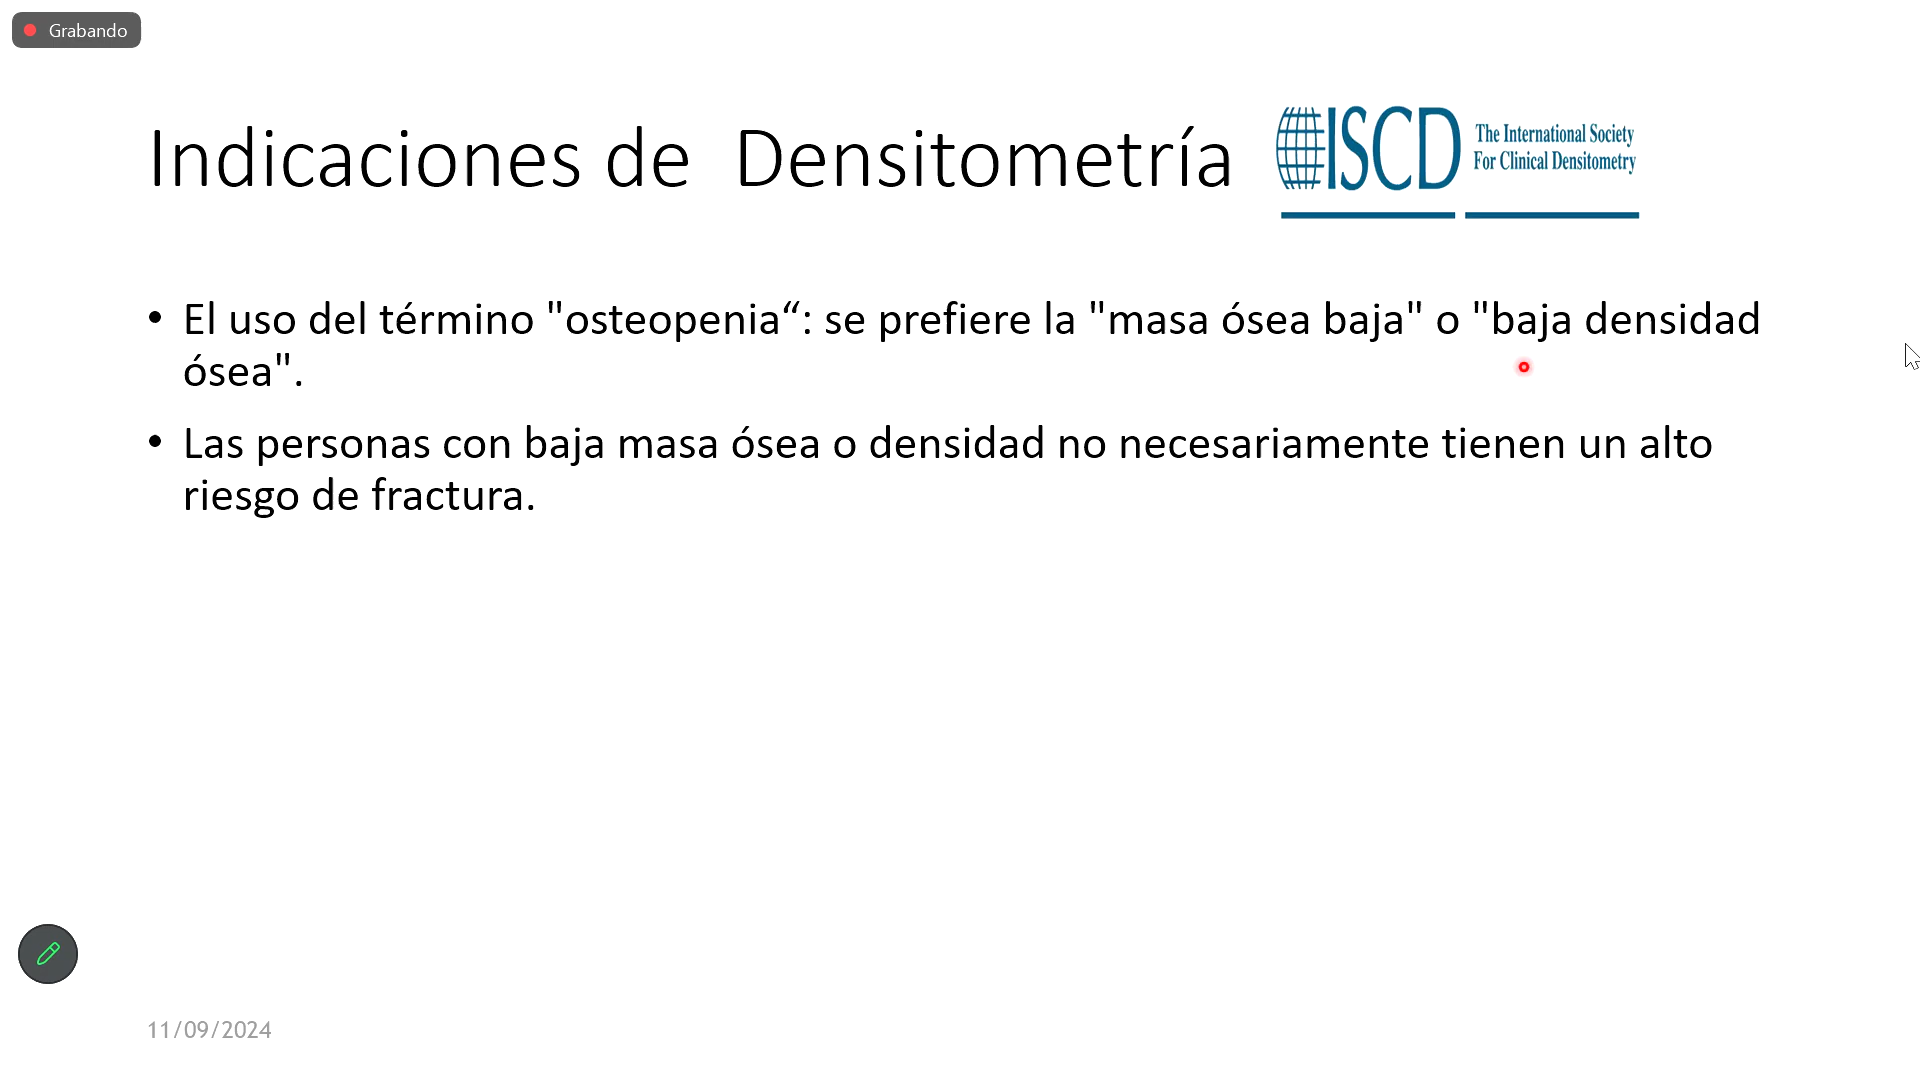 Grabando
Indicaciones de  Densitometría
ISCD
The International Society
For Clinical Densitometry
• El uso del término "osteopenia“: se prefiere la "masa ósea baja" o "baja densidad
ósea".
• Las personas con baja masa ósea o densidad no necesariamente tienen un alto
riesgo de fractura.
11/09/2024